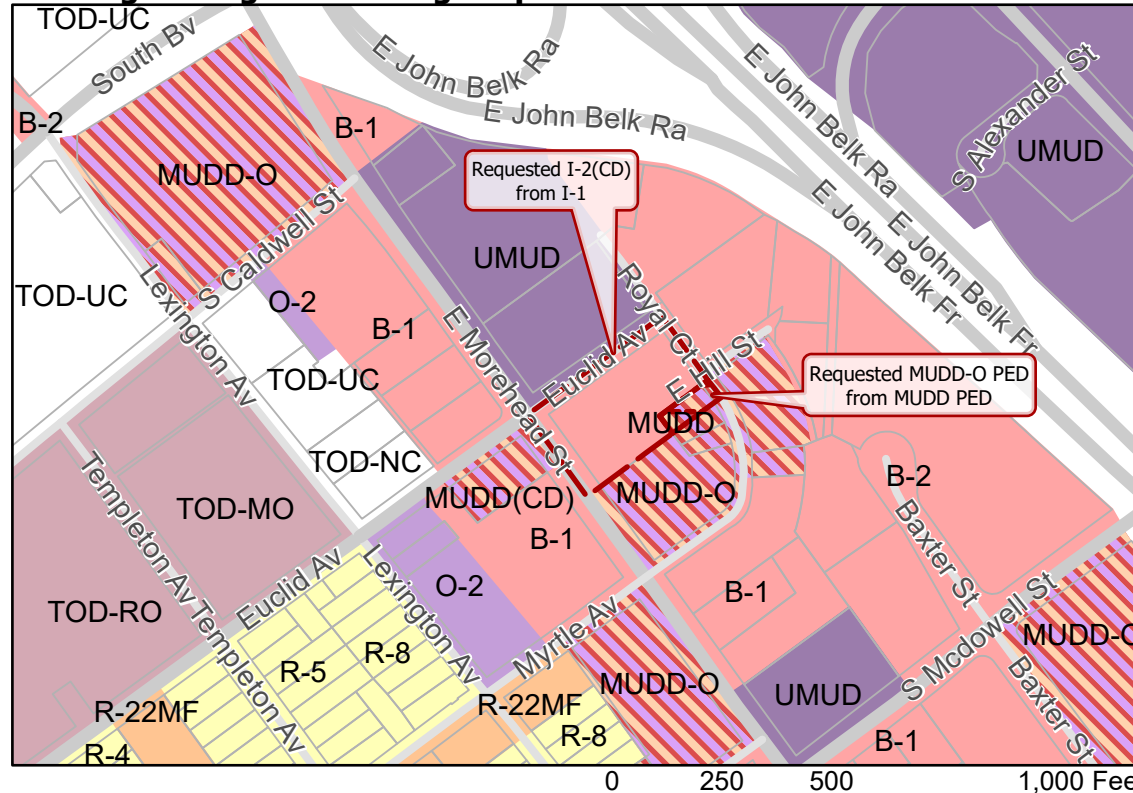 TOD-UC
South Bv
E John Belk Ra
E John Belk Ra
E John Belk Ra
S Alexander St
UMUD
B-2
B-1
MUDD-O
Requested I-2(CD)
from I-1
S Caldwell St
UMUD
E John Belk Ra
E John Belk Fr
E John Belk Fr
TOD-UC
Lexington Av
O-2
B-1
E Morehead St
Royal Ct
Euclid Av
E Hill St
TOD-UC
Requested MUDD-O PED
from MUDD PED
MUDD
TOD-NC
MUDD(CD)
MUDD-O
B-2
TOD-MO
Templeton Av
B-1
Baxter St
Euclid Av
Lexington Av
O-2
B-1
TOD-RO
Templeton Av
R-8
R-5
Myrtle Av
S Mcdowell St
MUDD-O
R-22MF
R-22MF
MUDD-O
UMUD
Baxter St
R-4
R-8
B-1
0 250 500 1,000